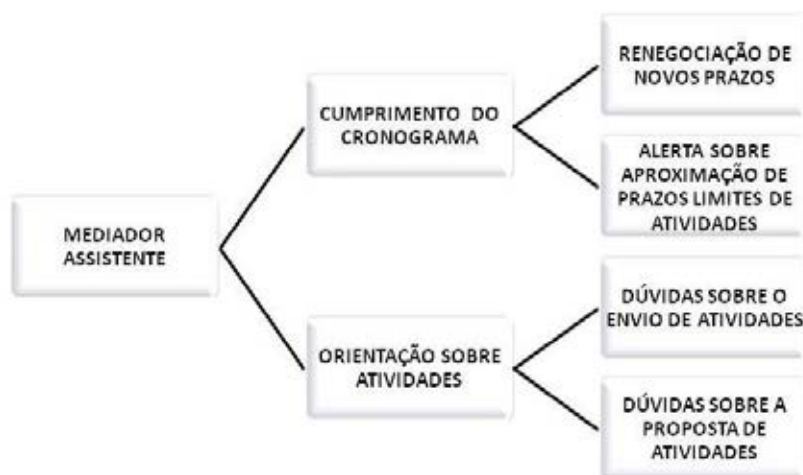 RENEGOCIAÇÃO DE
NOVOS PRAZOS
CUMPRIMENTO DO
CRONOGRAMA
ALERTA SOBRE
APROXIMAÇÃO DE
PRAZOS LIMITES DE
ATIVIDADES
MEDIADOR
ASSISTENTE
DÚVIDAS SOBRE O
ENVIO DE ATIVIDADES
ORIENTAÇÃO SOBRE
ATIVIDADES
DÚVIDAS SOBRE A
PROPOSTA DE
ATIVIDADES